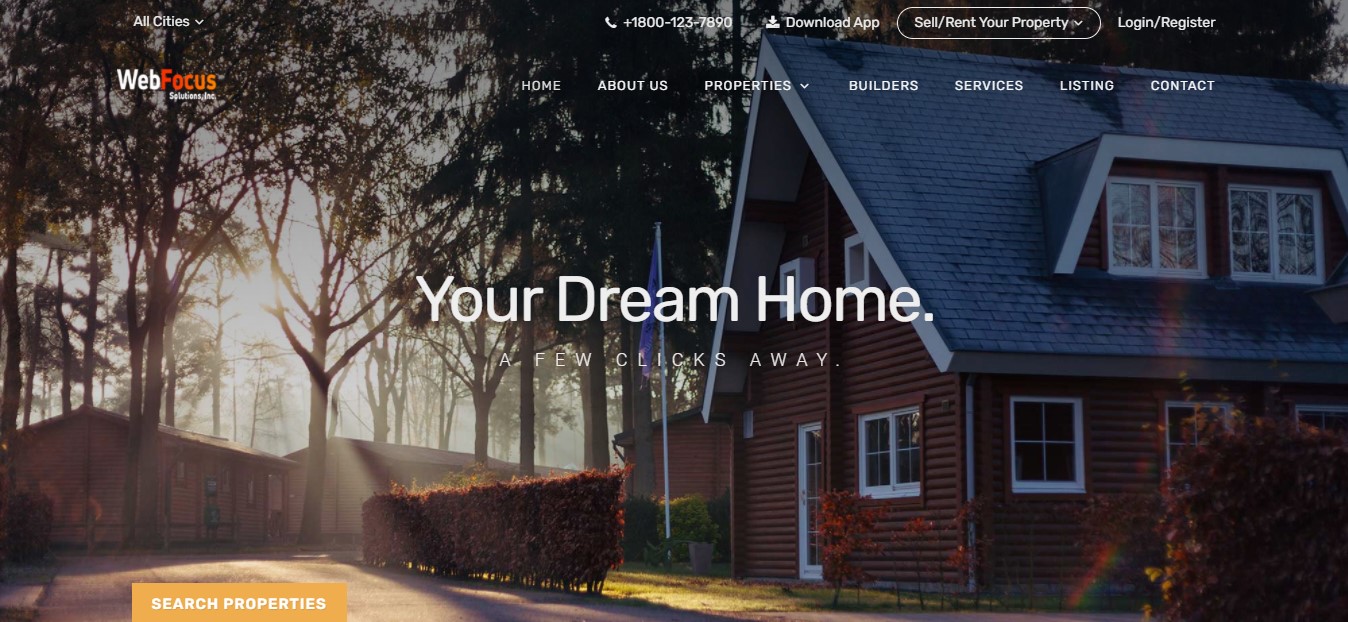 All Cities
+1800-123-7890
Download App
Sell/Rent Your Property
Login/Register
WebFocus
Solutions, Inc
HOME
ABOUT US
PROPERTIES
BUILDERS
SERVICES
LISTING
CONTACT
Your Dream Home.
A FEW CLICKS AWAY.
SEARCH PROPERTIES